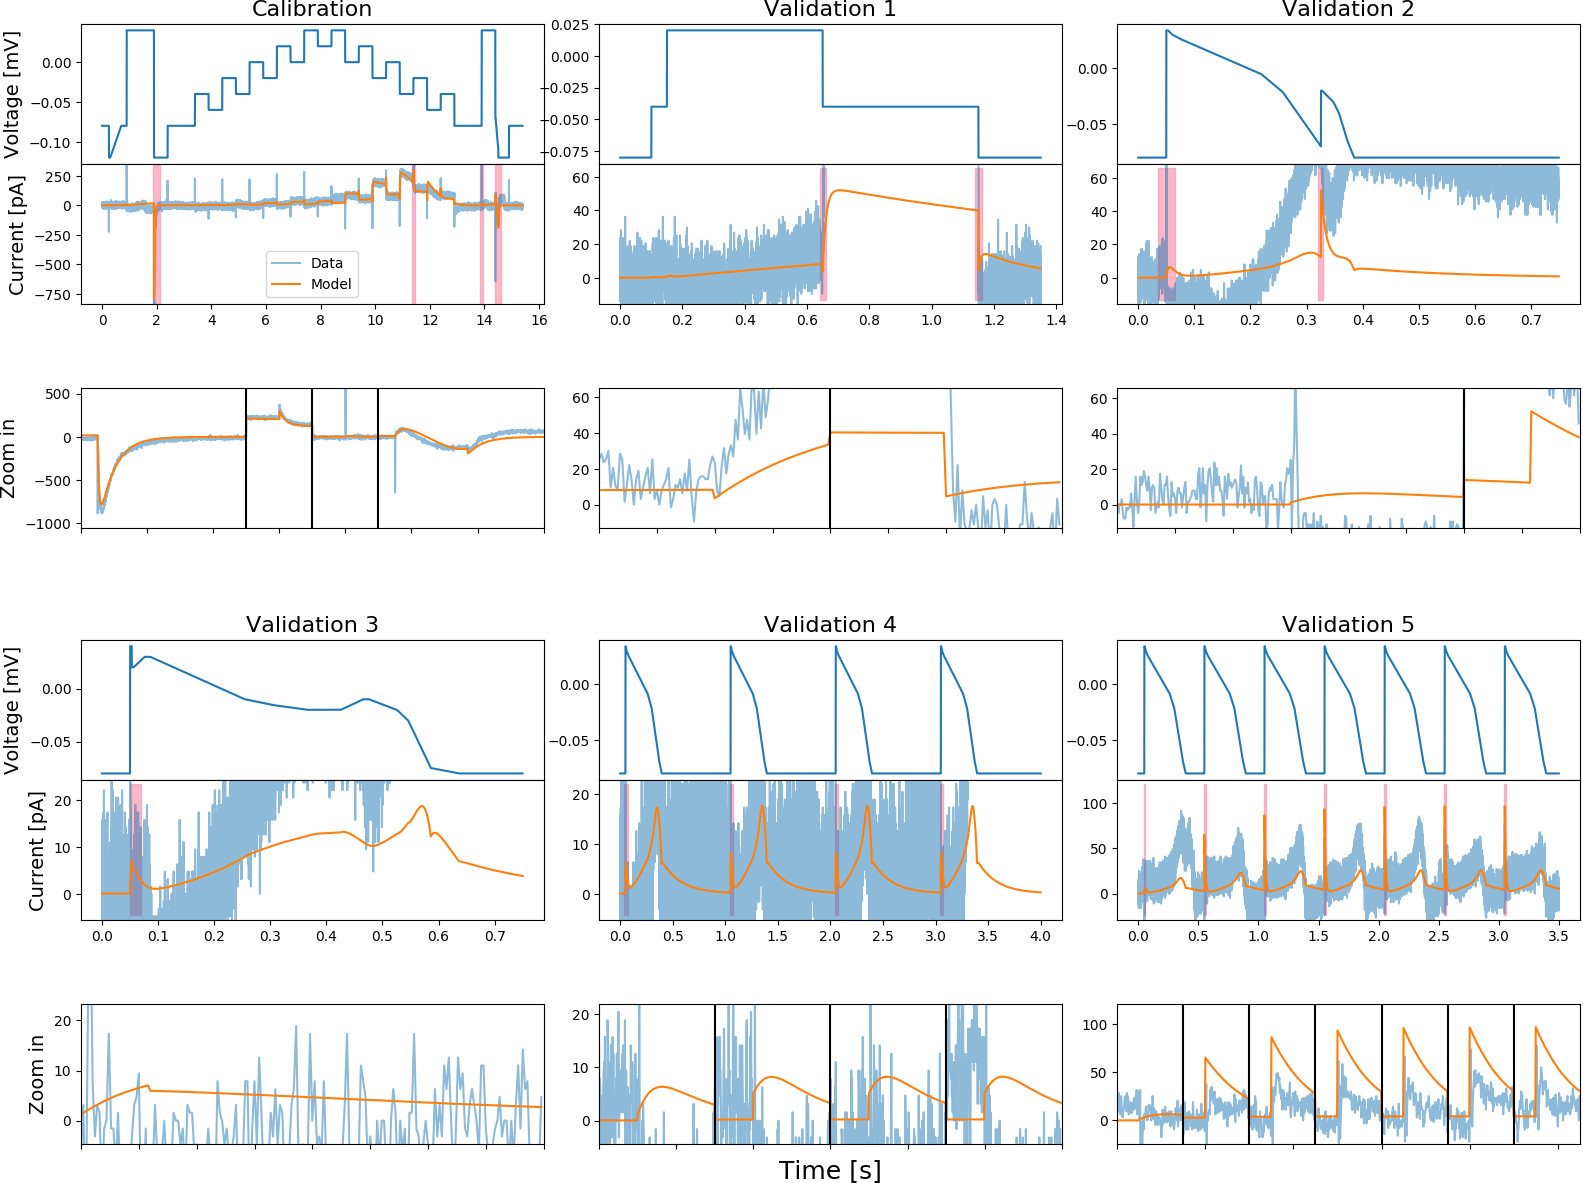 Calibration
Validation 1
Validation 2
Voltage [mV]
0.00
−0.05
−0.10
0.025
0.000
−0.025
−0.050
−0.075
0.00
−0.05
Current [pA]
250
0
−250
−500
−750
Data
Model
60
40
20
0
60
40
20
0
0 2 4 6 8 10 12 14 16
0.0 0.2 0.4 0.6 0.8 1.0 1.2 1.4
0.0 0.1 0.2 0.3 0.4 0.5 0.6 0.7
Zoom in
500
0
−500
−1000
60
40
20
0
60
40
20
0
Validation 3
Validation 4
Validation 5
Voltage [mV]
0.00
−0.05
0.00
−0.05
0.00
−0.05
Current [pA]
20
10
0
20
10
0
100
50
0
0.0 0.1 0.2 0.3 0.4 0.5 0.6 0.7
0.0 0.5 1.0 1.5 2.0 2.5 3.0 3.5 4.0
0.0 0.5 1.0 1.5 2.0 2.5 3.0 3.5
Zoom in
20
10
0
20
10
0
100
50
0
Time [s]